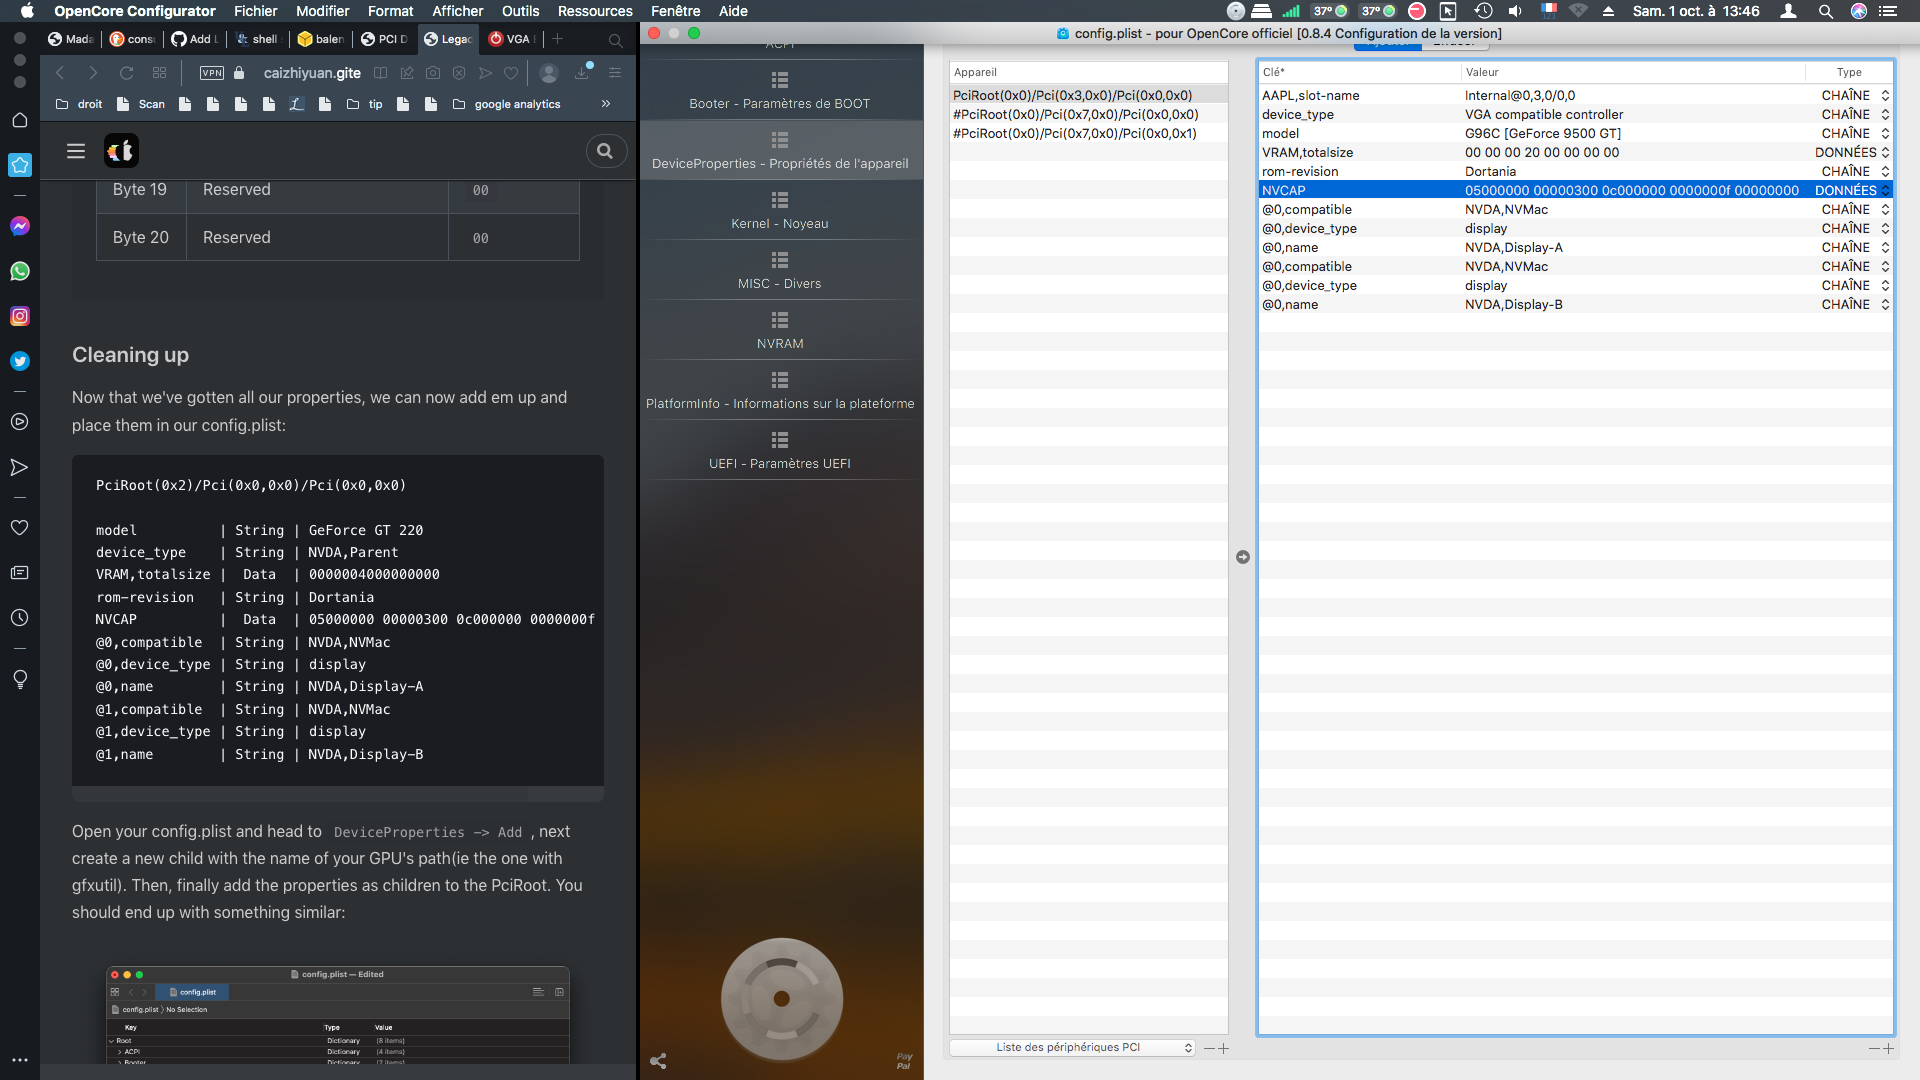 OpenCore Configurator Fichier Modifier Format Afficher Outils Ressources Fenêtre Aide
37° 37° Sam. 1 oct. à 13:46
Mada
cons
Add L
shell
balen
PCI D
Legac
VGA
VPN caizhiyuan.gite
droit Scan tip google analytics »
Byte 19 Reserved 00
Byte 20 Reserved 00
Cleaning up
Now that we've gotten all our properties, we can now add em up and
place them in our config.plist:
PciRoot(0x2)/Pci(0x0,0x0)/Pci(0x0,0x0)
model | String | GeForce GT 220
device_type | String | NVDA,Parent
VRAM,totalsize | Data | 0000004000000000
rom-revision | String | Dortania
NVCAP | Data | 05000000 00000300 0c000000 0000000f
@0,compatible | String | NVDA,NVMac
@0,device_type | String | display
@0,name | String | NVDA,Display-A
@1,compatible | String | NVDA,NVMac
@1,device_type | String | display
@1,name | String | NVDA,Display-B
Open your config.plist and head to DeviceProperties -> Add , next
create a new child with the name of your GPU's path(ie the one with
gfxutil). Then, finally add the properties as children to the PciRoot. You
should end up with something similar:
config.plist — Edited
config.plist
config.plist ) No Selection
Key Type Value
Root Dictionary (8 items)
ACPI Dictionary (4 items)
Booter Dictionary
config.plist - pour OpenCore officiel [0.8.4 Configuration de la version]
ACPI
Booter - Paramètres de BOOT
DeviceProperties - Propriétés de l'appareil
Kernel - Noyeau
MISC - Divers
NVRAM
PlatformInfo - Informations sur la plateforme
UEFI - Paramètres UEFI
Pay
Pal
Appareil
PciRoot(0x0)/Pci(0x3,0x0)/Pci(0x0,0x0)
#PciRoot(0x0)/Pci(0x7,0x0)/Pci(0x0,0x0)
#PciRoot(0x0)/Pci(0x7,0x0)/Pci(0x0,0x1)
Liste des périphériques PCI
Clé* Valeur Type
AAPL,slot-name Internal@0,3,0/0,0 CHAÎNE
device_type VGA compatible controller CHAÎNE
model G96C [GeForce 9500 GT] CHAÎNE
VRAM,totalsize 00 00 00 20 00 00 00 00 DONNÉES
rom-revision Dortania CHAÎNE
NVCAP 05000000 00000300 0c000000 0000000f 00000000 DONNÉES
@0,compatible NVDA,NVMac CHAÎNE
@0,device_type display CHAÎNE
@0,name NVDA,Display-A CHAÎNE
@0,compatible NVDA,NVMac CHAÎNE
@0,device_type display CHAÎNE
@0,name NVDA,Display-B CHAÎNE